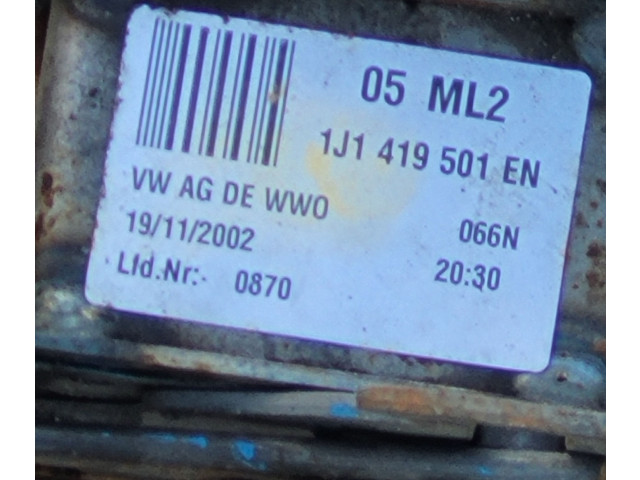 05 ML2
1J1 419 501 EN
VW AG DE WWO
19/11/2002 066N
Lfd.Nr: 0870 20:30